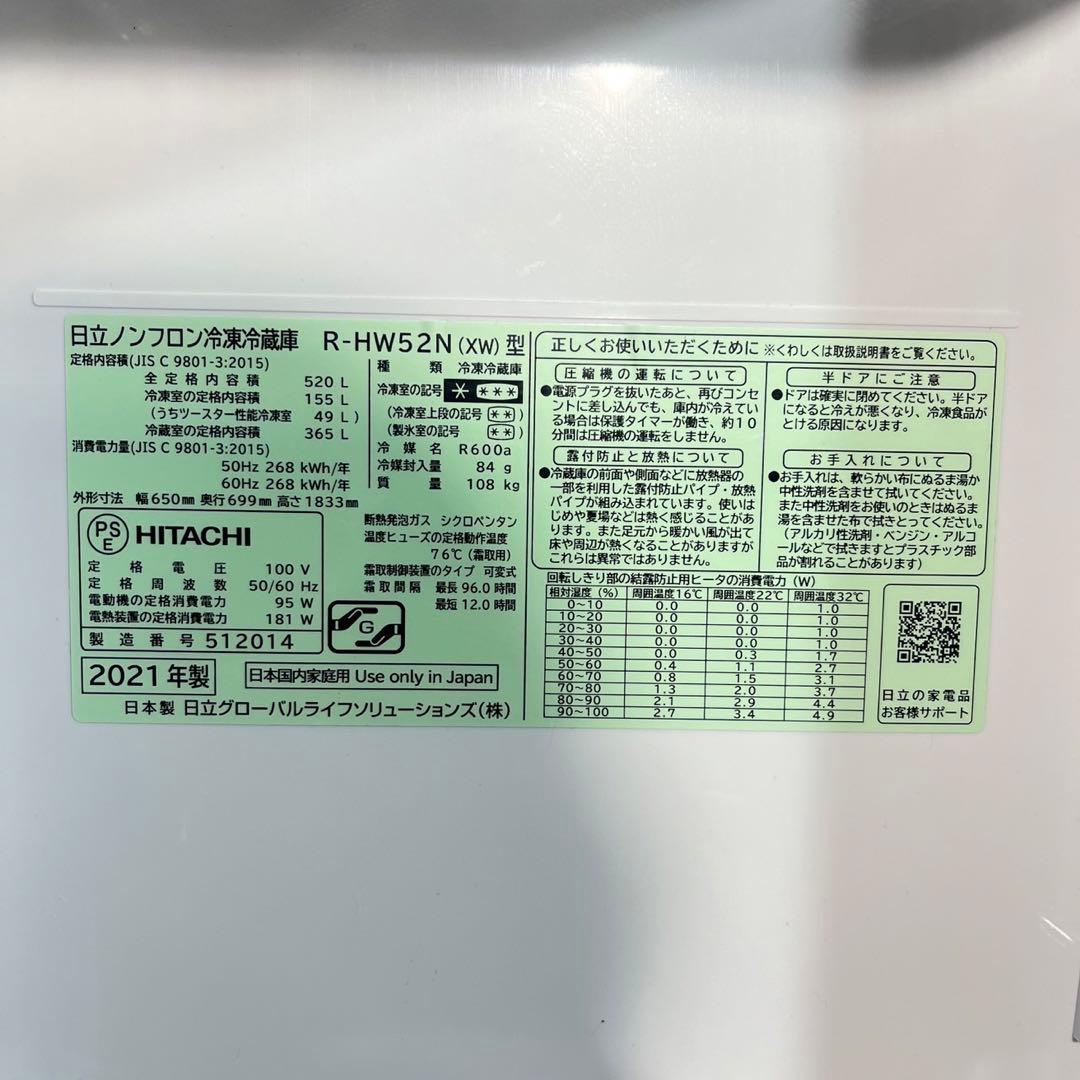 日立ノンフロン冷凍冷蔵庫 R-HW52N (XW) 型
定格内容積(JIS C 9801-3:2015)
全定格内容積 520 L
冷凍室の定格内容積 155 L
(うちツースター性能冷凍室 49 L)
冷蔵室の定格内容積 365 L
消費電力量(JIS C 9801-3:2015)
50Hz 268 kWh/年
60Hz 268 kWh/年
外形寸法 幅650mm 奥行699mm 高さ1833mm
種類 冷凍冷蔵庫
冷凍室の記号 * ***
(冷凍室上段の記号 **)
(製氷室の記号 **)
冷媒名 R600a
冷媒封入量 84 g
質量 108 kg
PS
E
HITACHI
定格電圧 100 V
定格周波数 50/60 Hz
電動機の定格消費電力 95 W
電熱装置の定格消費電力 181 W
製造番号 512014
断熱発泡ガス シクロペンタン
温度ヒューズの定格動作温度
76℃(霜取用)
霜取制御装置のタイプ 可変式
霜取間隔 最長 96.0時間
最短 12.0時間
G
2021年製
日本国内家庭用 Use only in Japan
日本製 日立グローバルライフソリューションズ(株)
正しくお使いいただくために ※くわしくは取扱説明書をご覧ください。
圧縮機の運転について
●電源プラグを抜いたあと、再びコンセ
ントに差し込んでも、庫内が冷えてい
る場合は保護タイマーが働き、約10
分間は圧縮機の運転をしません。
露付防止と放熱について
●冷蔵庫の前面や側面などに放熱器の
一部を利用した露付防止パイプ・放熱
パイプが組み込まれています。使いは
じめや夏場などは熱く感じることがあ
ります。また足元から暖かい風が出て
床や周辺が熱くなることがありますが
これらは異常ではありません。
半ドアにご注意
●ドアは確実に閉めてください。半ドア
になると冷えが悪くなり、冷凍食品が
とける原因になります。
お手入れについて
●お手入れは、軟らかい布にぬるま湯か
中性洗剤を含ませて拭いてください。
また中性洗剤をお使いのときはぬるま
湯を含ませた布で拭きとってください。
(アルカリ性洗剤・ベンジン・アルコ
ールなどで拭きますとプラスチック部
品が割れることがあります)
回転しきり部の結露防止用ヒータの消費電力(W)
相対湿度(%) 周囲温度16℃ 周囲温度22℃ 周囲温度32℃
0～10 0.0 0.0 1.0
10～20 0.0 0.0 1.0
20～30 0.0 0.0 1.0
30～40 0.0 0.0 1.0
40～50 0.0 0.3 1.7
50～60 0.4 1.1 2.7
60～70 0.8 1.5 3.1
70～80 1.3 2.0 3.7
80～90 2.1 2.9 4.4
90～100 2.7 3.4 4.9
日立の家電品
お客様サポート